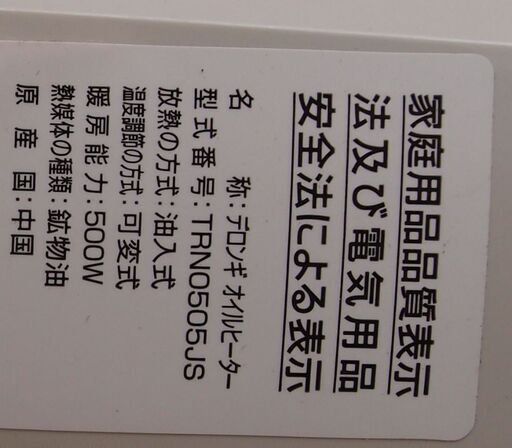 家庭用品品質表示
法及び電気用品
安全法による表示
名　　称:デロンギ オイルヒーター
型式番号:TRN0505JS
放熱の方式:油入式
温度調節の方式:可変式
暖房能力:500W
熱媒体の種類:鉱物油
原　産　国:中国